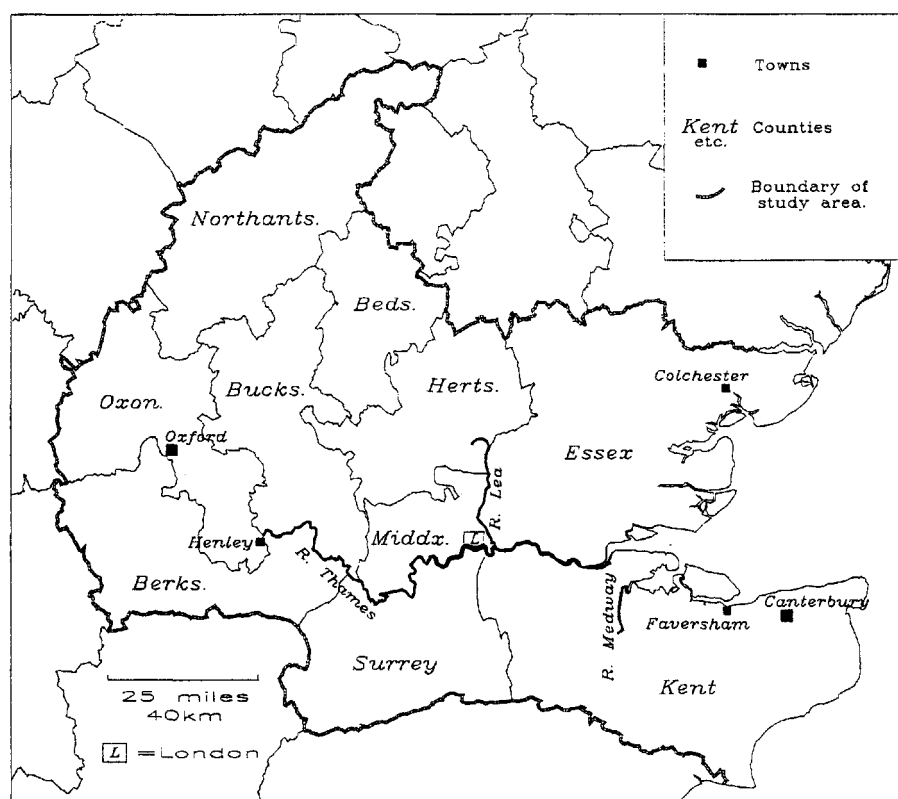 Towns
Kent Counties
etc.
Boundary of
study area.
Northants.
Beds.
Oxon.
Bucks.
Herts.
Colchester
Oxford
Essex
R. Lea
Henley
Middx.
L
R. Thames
Berks.
R. Medway
Canterbury
Faversham
Surrey
Kent
25 miles
40km
L =London